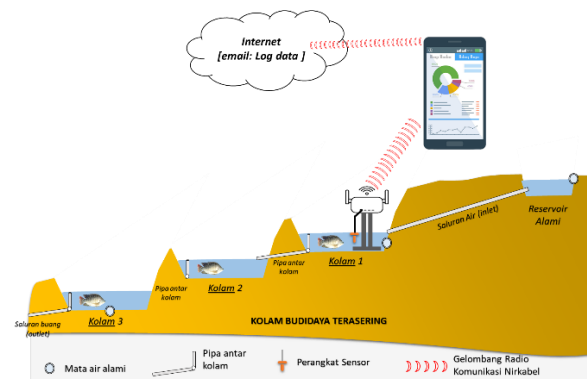 Internet
[email: Log data ]
Saluran Air (inlet)
Reservoir
Alami
Kolam 1
Pipa antar
kolam
Kolam 2
Pipa antar
kolam
Kolam 3
Saluran buang
(outlet)
KOLAM BUDIDAYA TERASERING
Mata air alami
Pipa antar
kolam
Perangkat Sensor
Gelombang Radio
Komunikasi Nirkabel